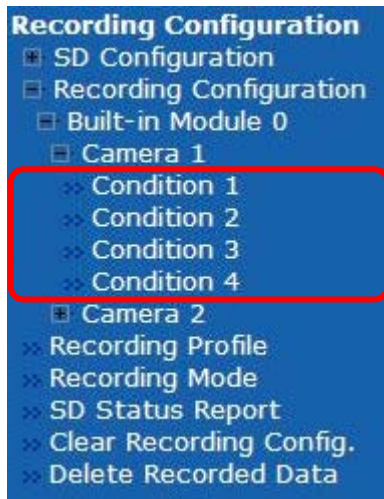 Recording Configuration
SD Configuration
Recording Configuration
Built-in Module 0
Camera 1
Condition 1
Condition 2
Condition 3
Condition 4
Camera 2
Recording Profile
Recording Mode
SD Status Report
Clear Recording Config.
Delete Recorded Data